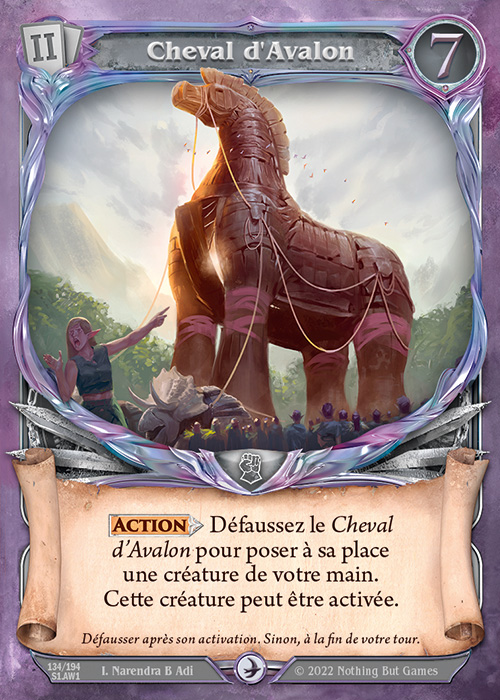 II
Cheval d'Avalon
7
ACTION Défaussez le Cheval
d'Avalon pour poser à sa place
une créature de votre main.
Cette créature peut être activée.
Défausser après son activation. Sinon, à la fin de votre tour.
134/194
S1.AW1
I. Narendra B Adi
© 2022 Nothing But Games